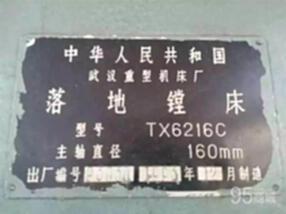 中华人民共和国
武汉重型机床厂
落地镗床
型号 TX6216C
主轴直径 160mm
出厂编号 年 月制造
95